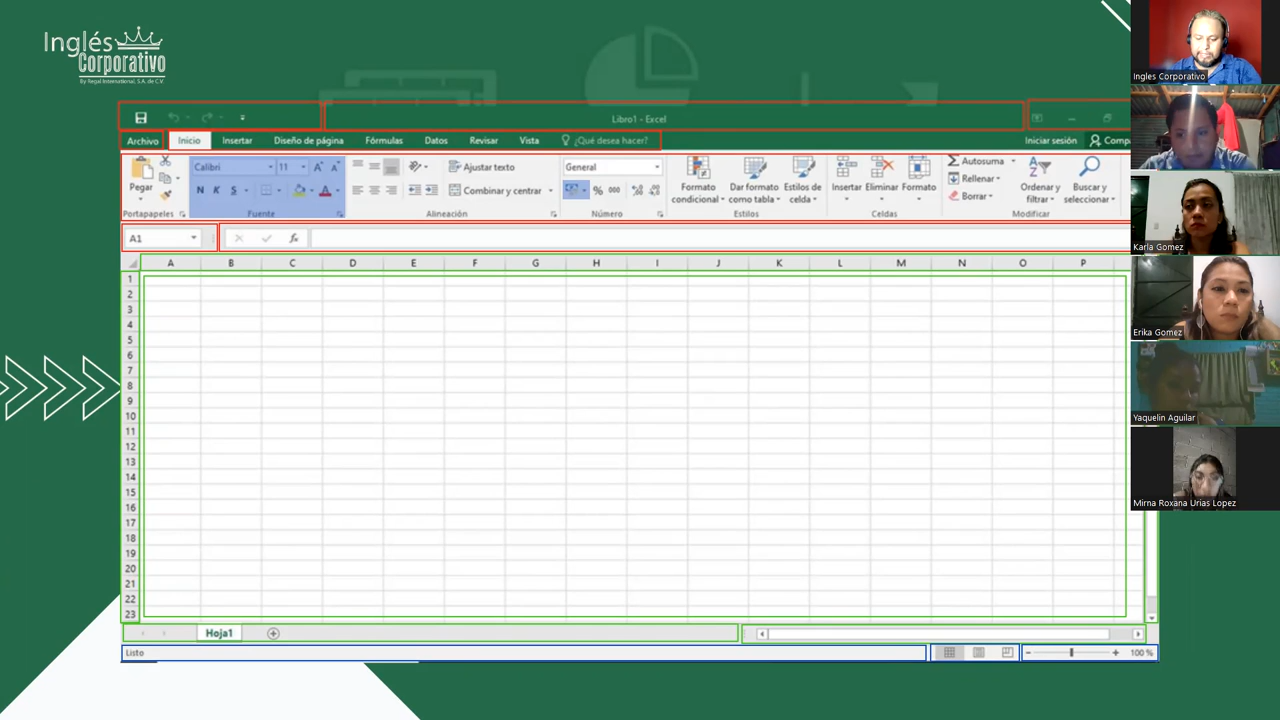 Inglés
Corporativo
By Regal International, S.A. de C.V.
Libro1 - Excel
Archivo Inicio Insertar Diseño de página Fórmulas Datos Revisar Vista ¿Qué desea hacer? Iniciar sesión Compa
Calibri 11 Ajustar texto General Autosuma
Pegar N K S A Combinar y centrar % 000 Formato condicional Dar formato como tabla Estilos de celda Insertar Eliminar Formato Rellenar Borrar Ordenar y filtrar Buscar y seleccionar
Portapapeles Fuente Alineación Número Estilos Celdas Modificar
A1 fx
A B C D E F G H I J K L M N O P
1
2
3
4
5
6
7
8
9
10
11
12
13
14
15
16
17
18
19
20
21
22
23
Hoja1
Listo 100 %
Ingles Corporativo
Karla Gomez
Erika Gomez
Yaquelin Aguilar
Mirna Roxana Urias Lopez